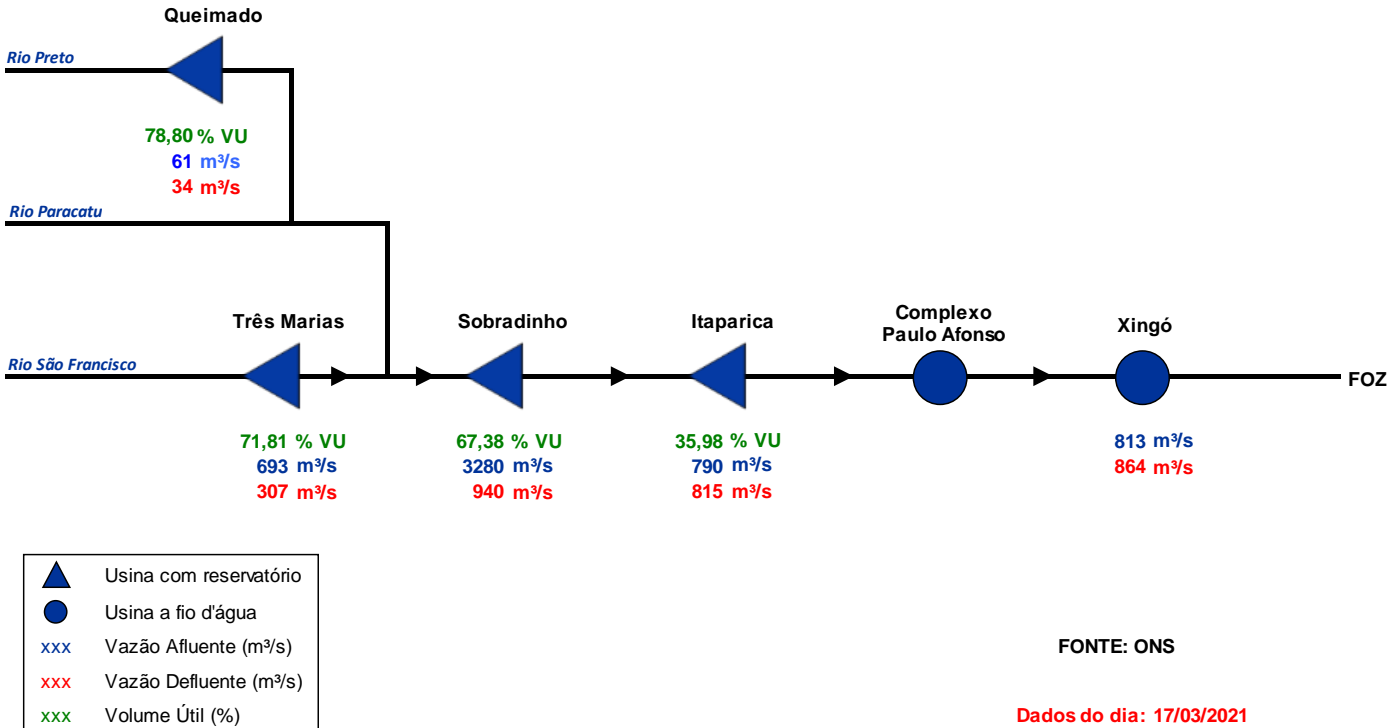 Queimado
Rio Preto
78,80 % VU
61 m³/s
34 m³/s
Rio Paracatu
Três Marias
Sobradinho
Itaparica
Complexo
Paulo Afonso
Xingó
Rio São Francisco
FOZ
71,81 % VU
693 m³/s
307 m³/s
67,38 % VU
3280 m³/s
940 m³/s
35,98 % VU
790 m³/s
815 m³/s
813 m³/s
864 m³/s
Usina com reservatório
Usina a fio d'água
xxx Vazão Afluente (m³/s)
xxx Vazão Defluente (m³/s)
xxx Volume Útil (%)
FONTE: ONS
Dados do dia: 17/03/2021